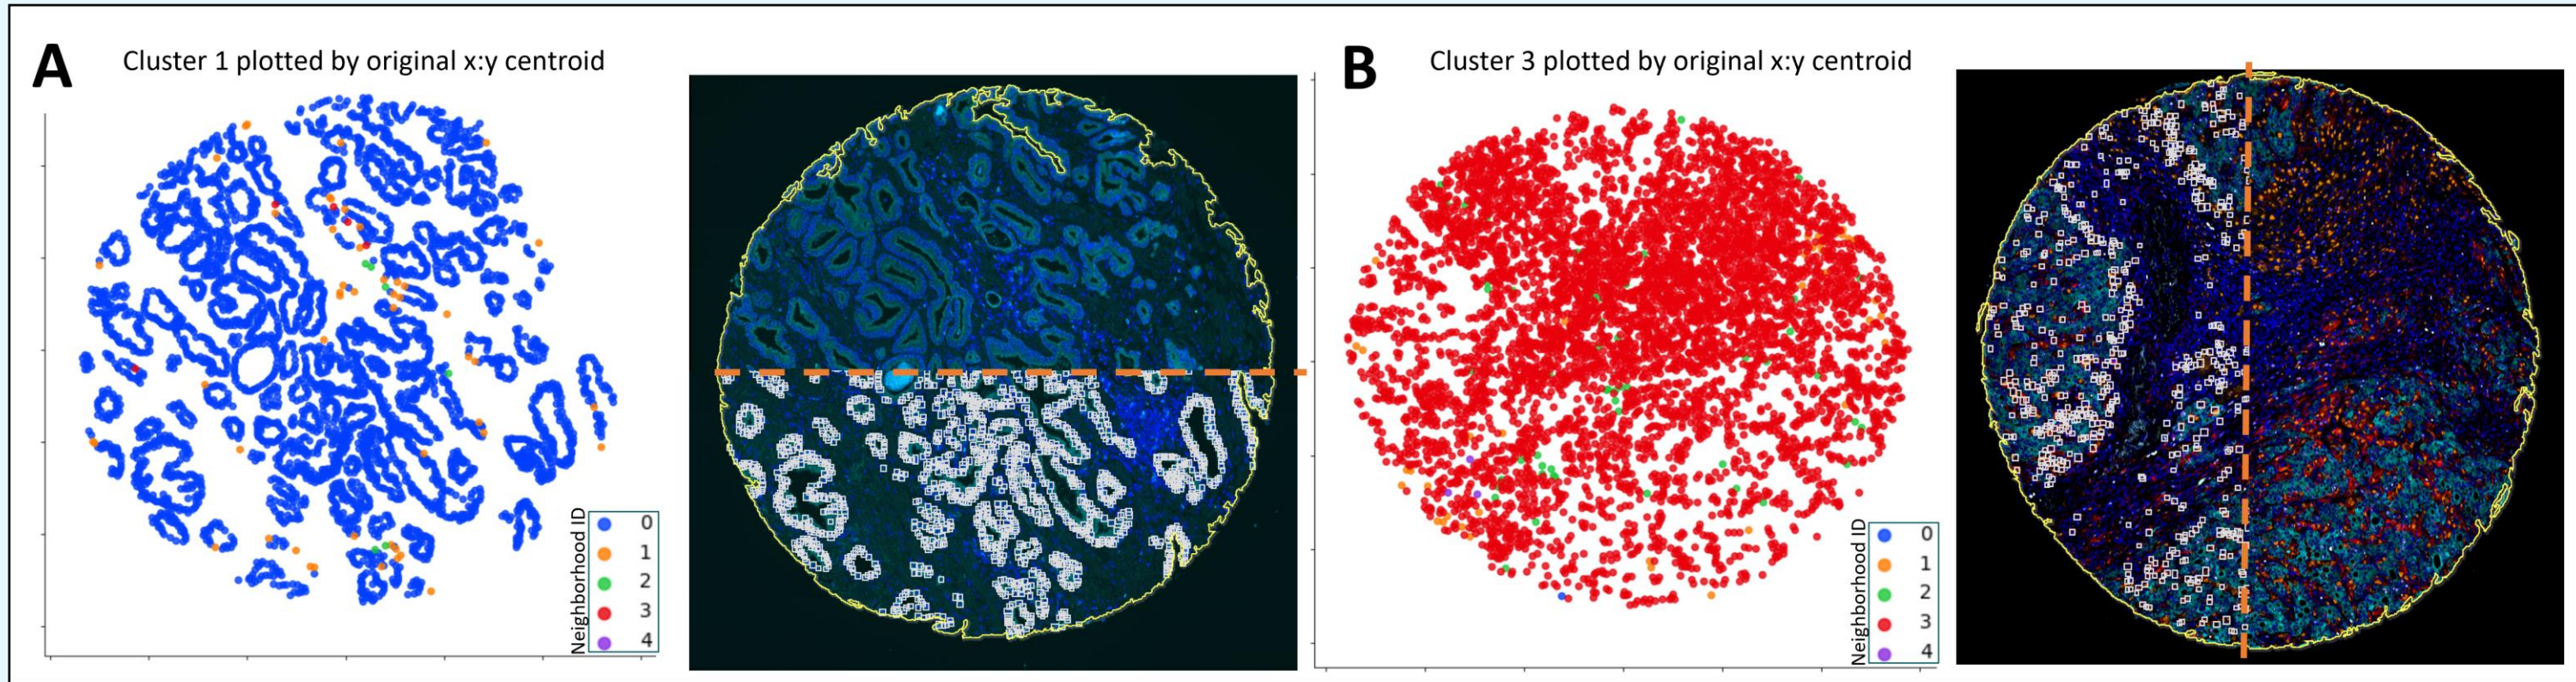 A
Cluster 1 plotted by original x:y centroid
Neighborhood ID
0
1
2
3
4
B
Cluster 3 plotted by original x:y centroid
Neighborhood ID
0
1
2
3
4